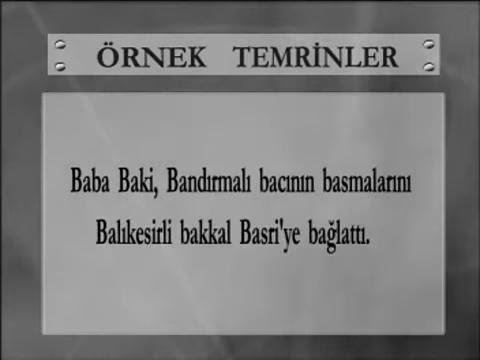 ÖRNEK TEMRİNLER
Baba Baki, Bandırmalı bacının basmalarını
Balıkesirli bakkal Basri'ye bağlattı.